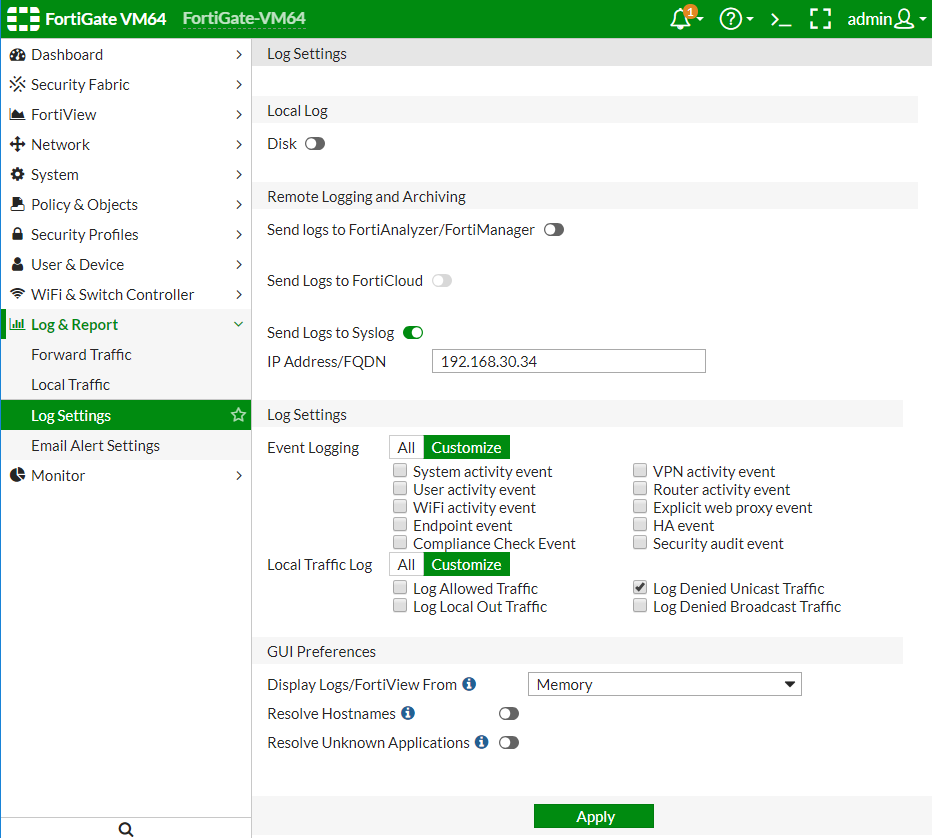 FortiGate VM64 FortiGate-VM64 1 admin
Dashboard
Security Fabric
FortiView
Network
System
Policy & Objects
Security Profiles
User & Device
WiFi & Switch Controller
Log & Report
Forward Traffic
Local Traffic
Log Settings
Email Alert Settings
Monitor
Log Settings
Local Log
Disk
Remote Logging and Archiving
Send logs to FortiAnalyzer/FortiManager
Send Logs to FortiCloud
Send Logs to Syslog
IP Address/FQDN 192.168.30.34
Log Settings
Event Logging All Customize
System activity event VPN activity event
User activity event Router activity event
WiFi activity event Explicit web proxy event
Endpoint event HA event
Compliance Check Event Security audit event
Local Traffic Log All Customize
Log Allowed Traffic Log Denied Unicast Traffic
Log Local Out Traffic Log Denied Broadcast Traffic
GUI Preferences
Display Logs/FortiView From Memory
Resolve Hostnames
Resolve Unknown Applications
Apply